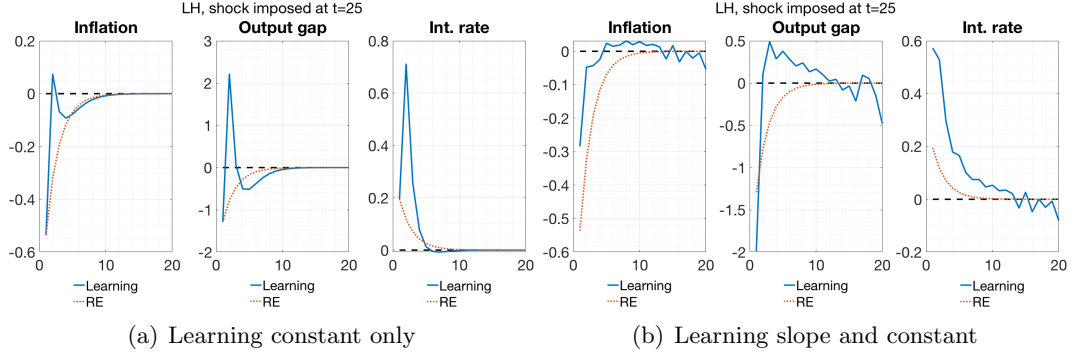 LH, shock imposed at t=25
Inflation
Output gap
Int. rate
0.2
0
-0.2
-0.4
-0.6
0
10
20
3
2
1
0
-1
-2
0
10
20
0.8
0.6
0.4
0.2
0
0
10
20
Learning
RE
Learning
RE
Learning
RE
(a) Learning constant only
LH, shock imposed at t=25
Inflation
Output gap
Int. rate
0
-0.1
-0.2
-0.3
-0.4
-0.5
-0.6
0
10
20
0.5
0
-0.5
-1
-1.5
-2
0
10
20
0.6
0.4
0.2
0
0.2
0
10
20
Learning
RE
Learning
RE
Learning
RE
(b) Learning slope and constant